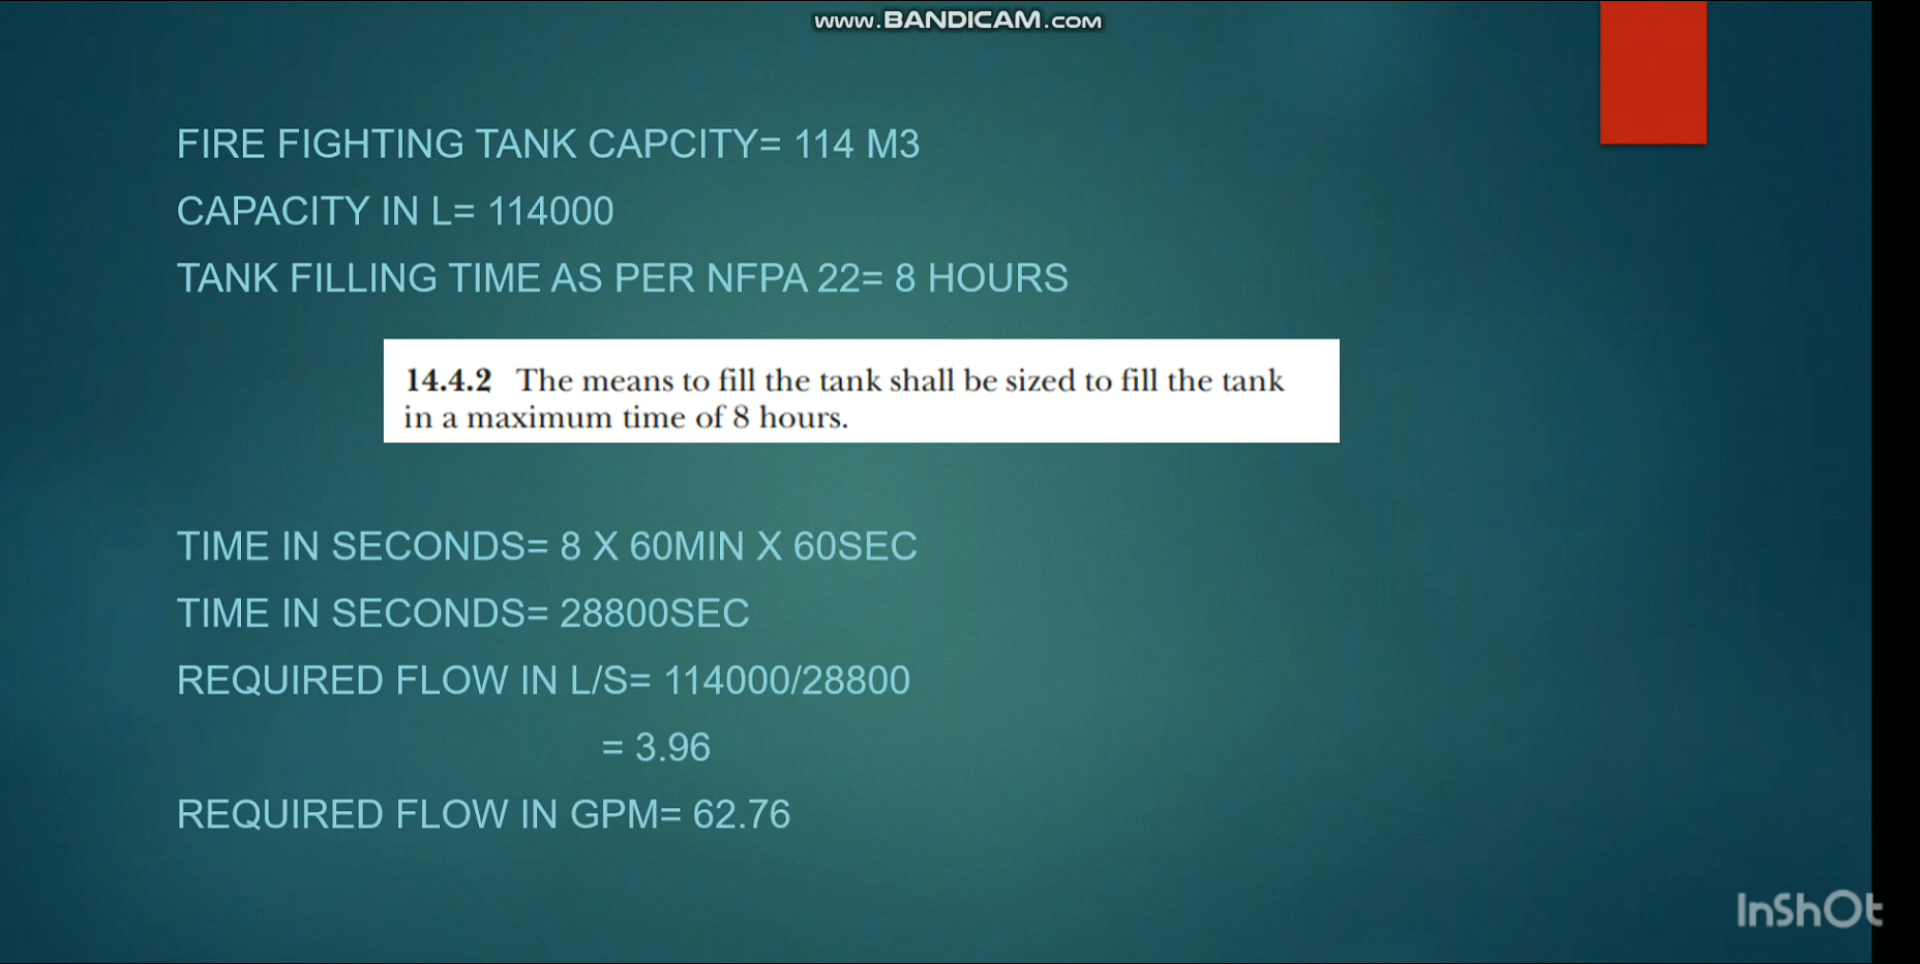 www.BANDICAM.com
FIRE FIGHTING TANK CAPCITY= 114 M3
CAPACITY IN L= 114000
TANK FILLING TIME AS PER NFPA 22= 8 HOURS
14.4.2 The means to fill the tank shall be sized to fill the tank
in a maximum time of 8 hours.
TIME IN SECONDS= 8 X 60MIN X 60SEC
TIME IN SECONDS= 28800SEC
REQUIRED FLOW IN L/S= 114000/28800
= 3.96
REQUIRED FLOW IN GPM= 62.76
InShOt